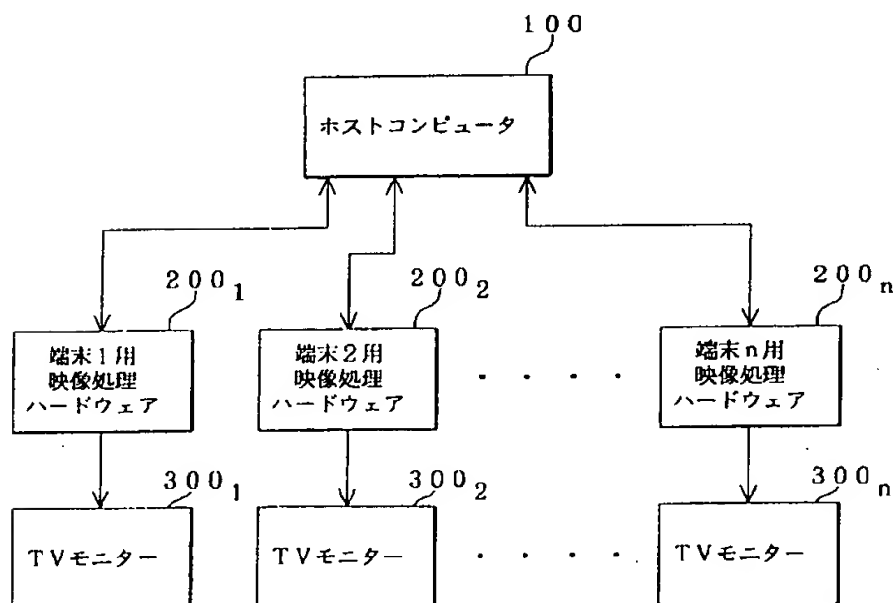 100
ホストコンピュータ
200₁ 200₂ 200ₙ
端末1用
映像処理
ハードウェア
端末2用
映像処理
ハードウェア
端末n用
映像処理
ハードウェア
300₁ 300₂ 300ₙ
TVモニター
TVモニター
TVモニター